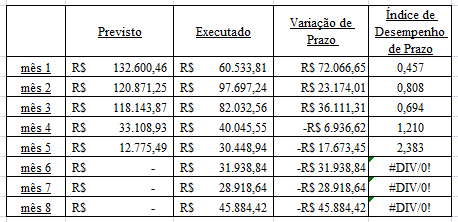 Previsto Executado Variação de Prazo Índice de Desempenho de Prazo
mês 1 R$ 132.600,46 R$ 60.533,81 R$ 72.066,65 0,457
mês 2 R$ 120.871,25 R$ 97.697,24 R$ 23.174,01 0,808
mês 3 R$ 118.143,87 R$ 82.032,56 R$ 36.111,31 0,694
mês 4 R$ 33.108,93 R$ 40.045,55 -R$ 6.936,62 1,210
mês 5 R$ 12.775,49 R$ 30.448,94 -R$ 17.673,45 2,383
mês 6 R$ - R$ 31.938,84 -R$ 31.938,84 #DIV/0!
mês 7 R$ - R$ 28.918,64 -R$ 28.918,64 #DIV/0!
mês 8 R$ - R$ 45.884,42 -R$ 45.884,42 #DIV/0!